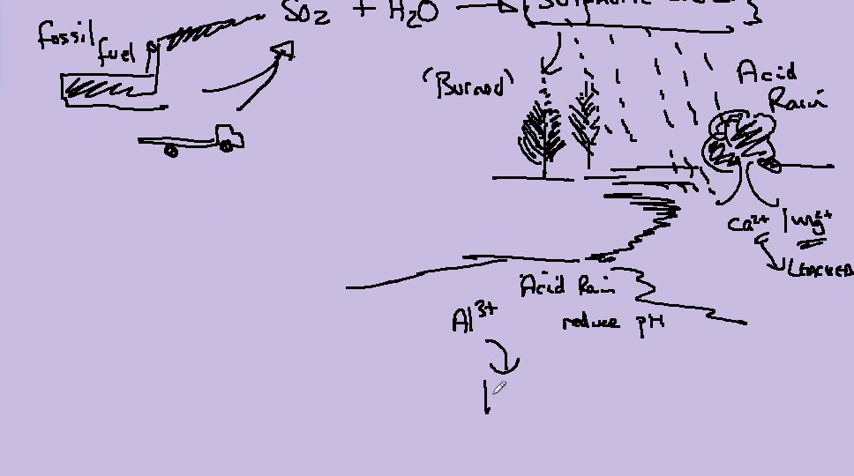 SO2 + H2O →
fossil
fuel
(Burned)
Acid
Rain
Ca2+ | Mg2+
LEACHED
Acid Rain
reduce pH
Al3+